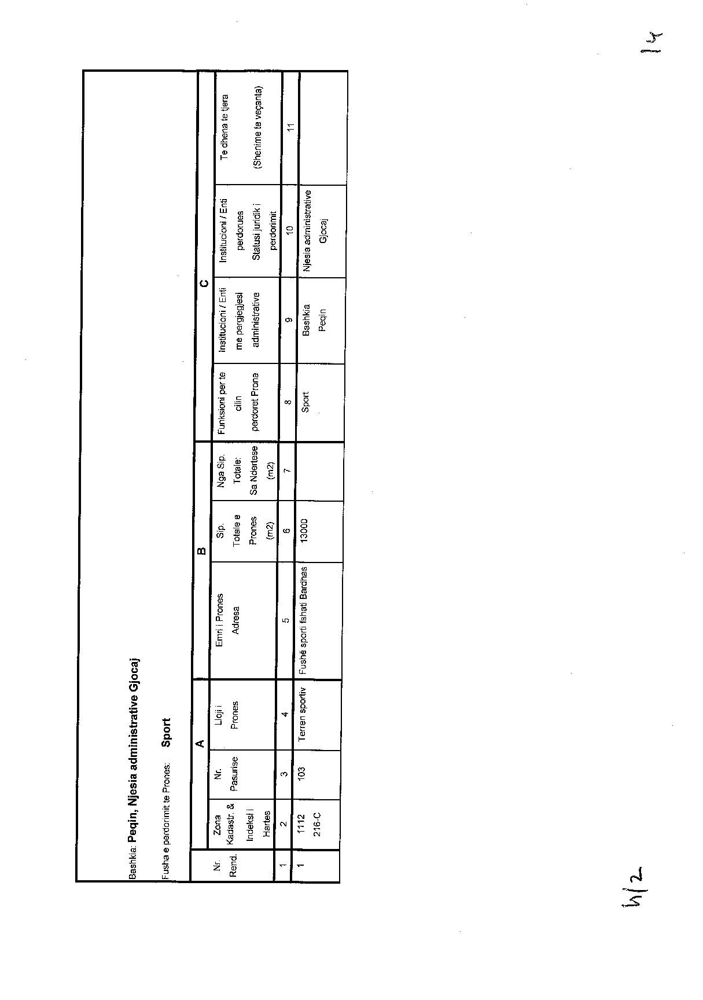 Bashkia: Peqin, Njesia administrative Gjocaj
Fusha e perdorimit te Prones: Sport
A B C
Nr. Rend.
Zona Kadastr. & Indeksi i Hartes
Nr. Pasurise
Lloji i Prones
Emri i Prones Adresa
Sip. Totale e Prones (m2)
Nga Sip. Totale: Sa Ndertese (m2)
Funksioni per te cilin perdoret Prona
Institucioni / Enti me pergjegjesi administrative
Institucioni / Enti perdorues Statusi juridik i perdorimit
Te dhena te tjera (Shenime te veçanta)
1 2 3 4 5 6 7 8 9 10 11
1 1112 103 Terren sportiv Fushë sporti fshati Bardhas 13000 Sport Bashkia Njesia administrative
216-C Peqin Gjocaj